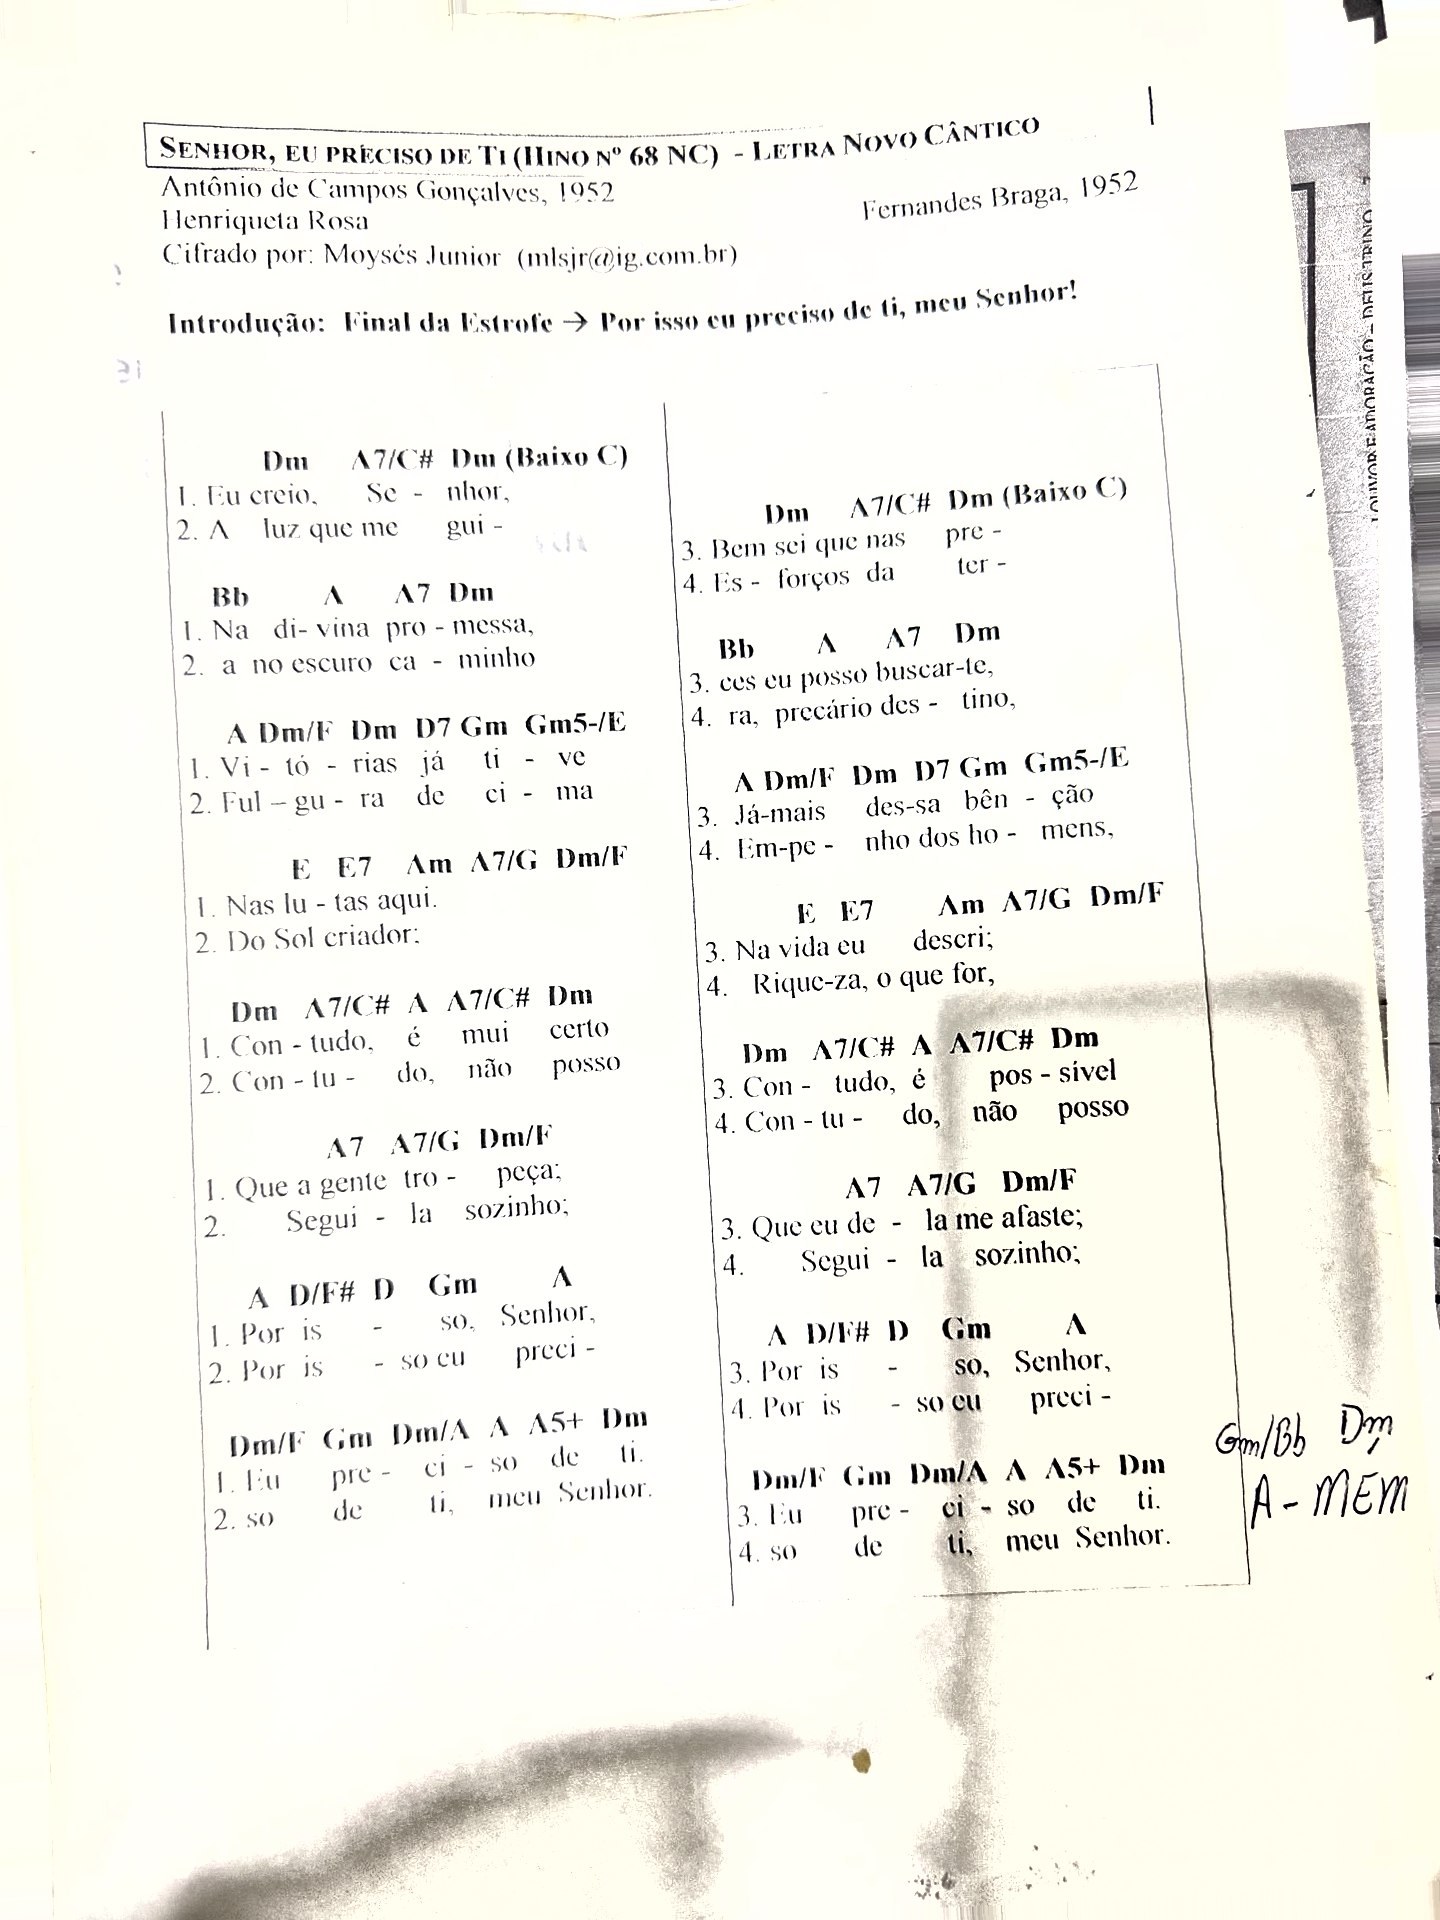 SENHOR, EU PRECISO DE TI (HINO Nº 68 NC) - LETRA NOVO CÂNTICO
Antônio de Campos Gonçalves, 1952
Fernandes Braga, 1952
Henriqueta Rosa
Cifrado por: Moysés Junior (mlsjr@ig.com.br)
Introdução: Final da Estrofe → Por isso eu preciso de ti, meu Senhor!
Dm A7/C# Dm (Baixo C)
1. Eu creio, Se - nhor,
2. A luz que me gui -
Bb A A7 Dm
1. Na di- vina pro - messa,
2. a no escuro ca - minho
A Dm/F Dm D7 Gm Gm5-/E
1. Vi - tó - rias já ti - ve
2. Ful – gu - ra de ci - ma
E E7 Am A7/G Dm/F
1. Nas lu - tas aqui.
2. Do Sol criador;
Dm A7/C# A A7/C# Dm
1. Con - tudo, é mui certo
2. Con - tu - do, não posso
A7 A7/G Dm/F
1. Que a gente tro - peça;
2. Segui - la sozinho;
A D/F# D Gm A
1. Por is - so, Senhor,
2. Por is - so eu preci -
Dm/F Gm Dm/A A A5+ Dm
1. Eu pre - ci - so de ti.
2. so de ti, meu Senhor.
Dm A7/C# Dm (Baixo C)
3. Bem sei que nas pre -
4. Es - forços da ter -
Bb A A7 Dm
3. ces eu posso buscar-te,
4. ra, precário des - tino,
A Dm/F Dm D7 Gm Gm5-/E
3. Já-mais des-sa bên - ção
4. Em-pe - nho dos ho - mens,
E E7 Am A7/G Dm/F
3. Na vida eu descri;
4. Rique-za, o que for,
Dm A7/C# A A7/C# Dm
3. Con - tudo, é pos - sível
4. Con - tu - do, não posso
A7 A7/G Dm/F
3. Que eu de - la me afaste;
4. Segui - la sozinho;
A D/F# D Gm A
3. Por is - so, Senhor,
4. Por is - so eu preci -
Dm/F Gm Dm/A A A5+ Dm
3. Eu pre - ci - so de ti.
4. so de ti, meu Senhor.
Gm/Bb Dm
A - MEM